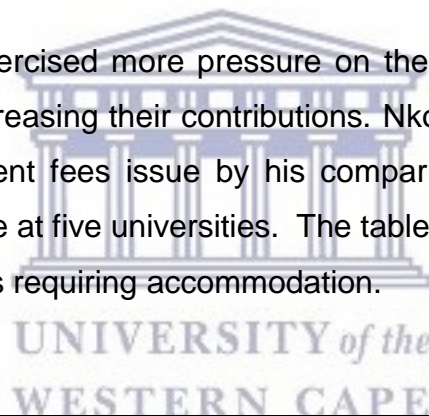 ercised more pressure on the
reasing their contributions. Nko
ent fees issue by his compar
e at five universities. The table
s requiring accommodation.
UNIVERSITY of the
WESTERN CAPE